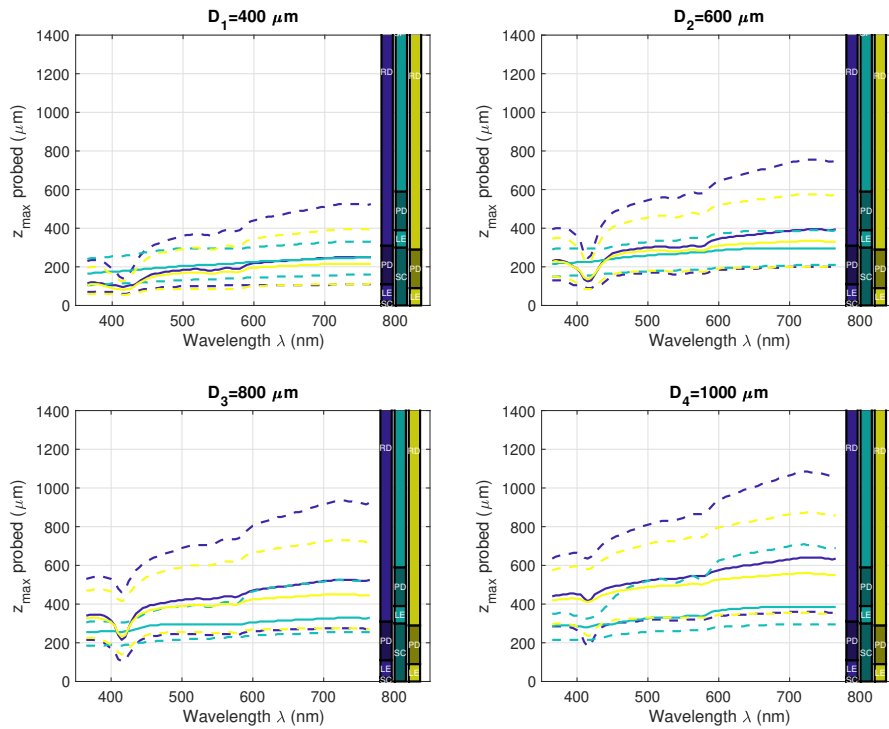 D1=400 μm
1400
1200
1000
800
600
400
200
0
zmax probed (μm)
400 500 600 700 800
Wavelength λ (nm)
RD
PD
LE
SC
PD
LE
SC
RD
PD
LE
D2=600 μm
1400
1200
1000
800
600
400
200
0
zmax probed (μm)
400 500 600 700 800
Wavelength λ (nm)
RD
PD
LE
SC
PD
LE
SC
RD
PD
LE
D3=800 μm
1400
1200
1000
800
600
400
200
0
zmax probed (μm)
400 500 600 700 800
Wavelength λ (nm)
RD
PD
LE
SC
PD
LE
SC
RD
PD
LE
D4=1000 μm
1400
1200
1000
800
600
400
200
0
zmax probed (μm)
400 500 600 700 800
Wavelength λ (nm)
RD
PD
LE
SC
PD
LE
SC
RD
PD
LE